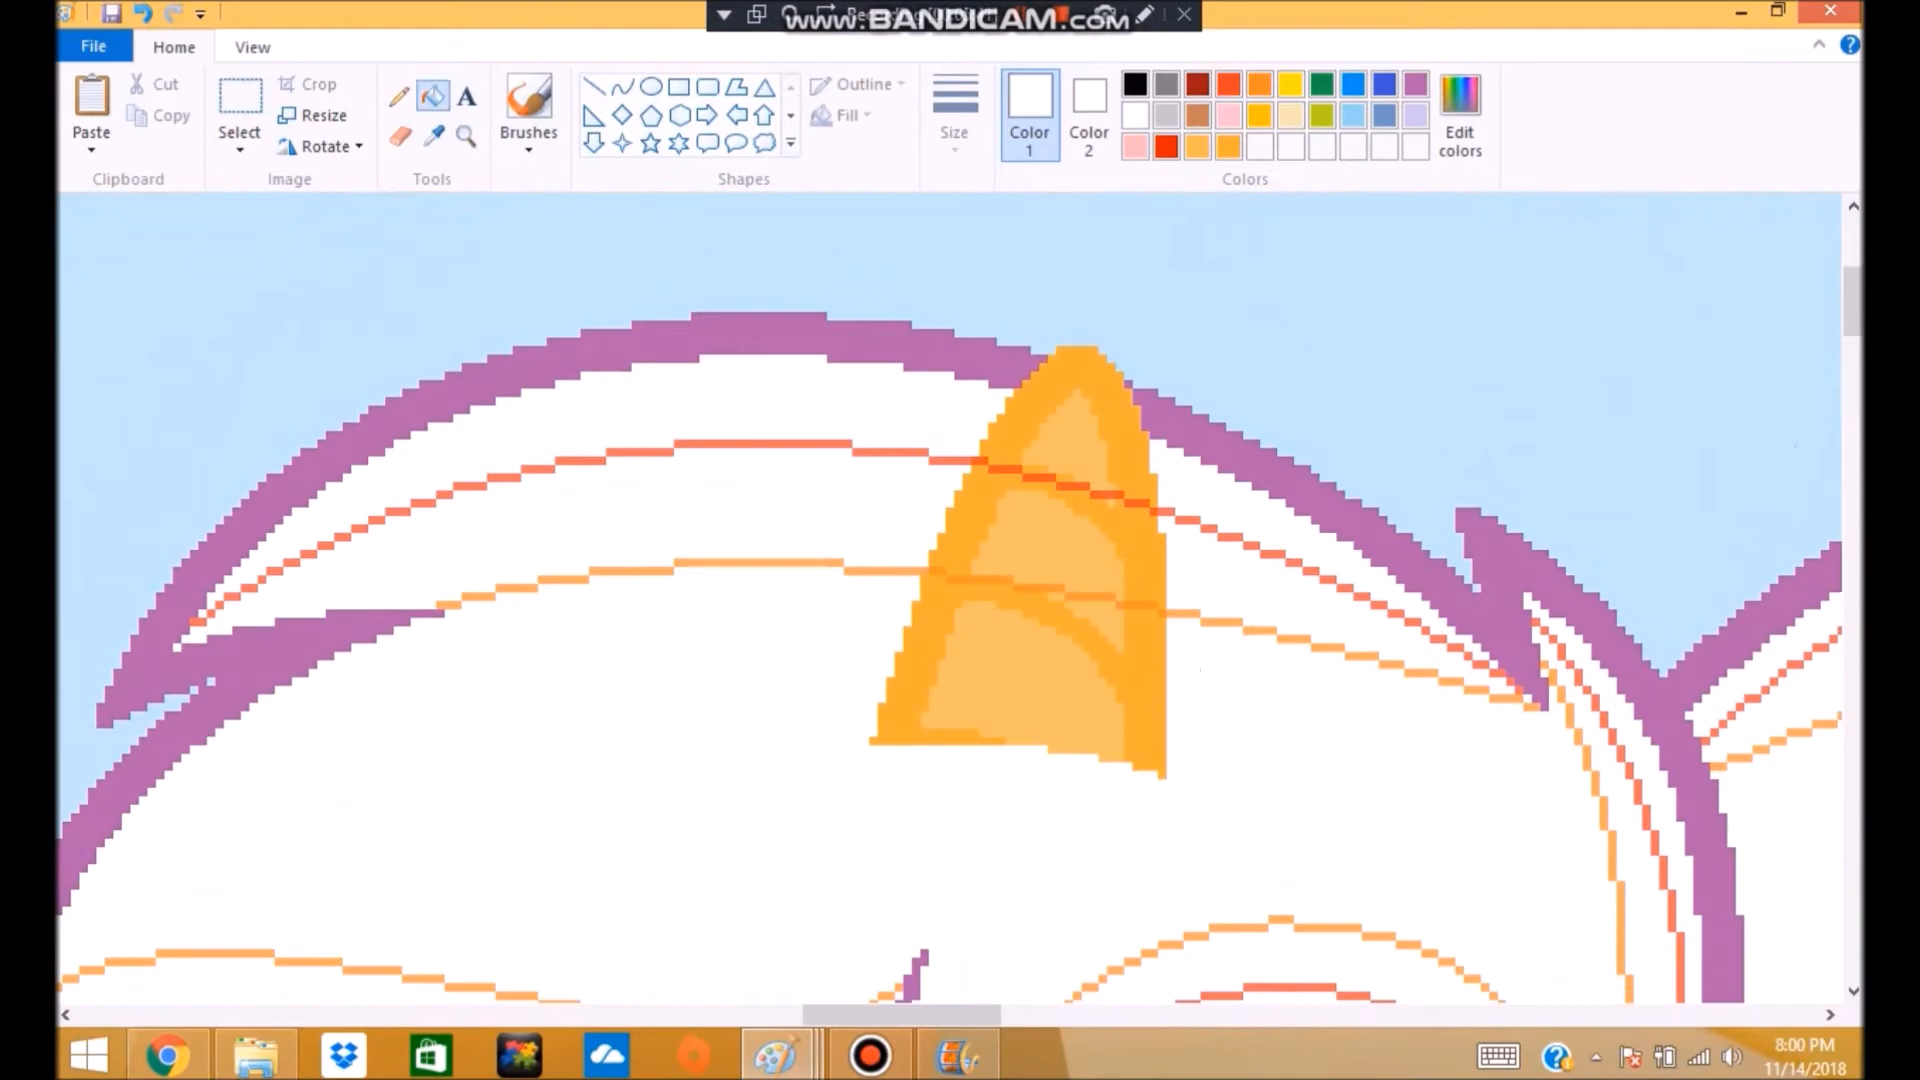 www.BANDICAM.com
File Home View
Paste
Cut
Copy
Clipboard
Select
Crop
Resize
Rotate
Image
A
Tools
Brushes
Outline
Fill
Shapes
Size
Color
1
Color
2
Edit
colors
Colors
8:00 PM
11/14/2018